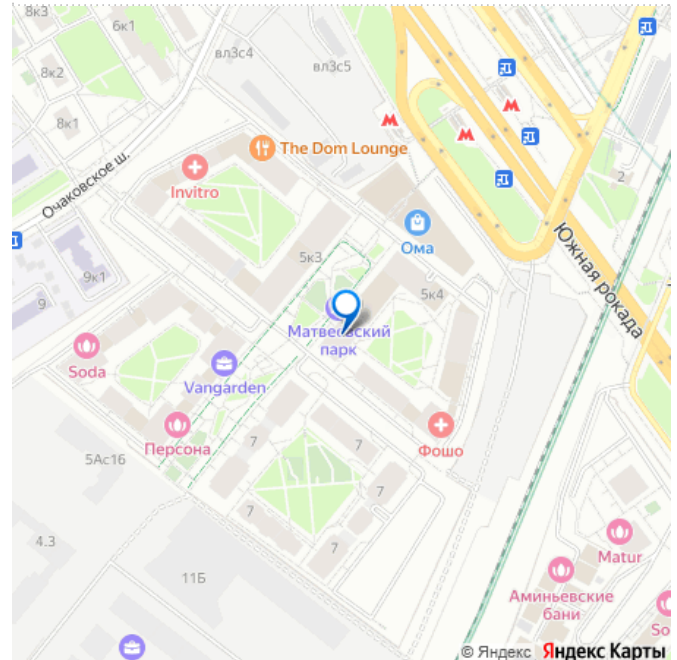 8к3
6к1
вл3с4
вл3с5
8к2
8к1
The Dom Lounge
Invitro
Очаковское ш.
2
Ома
Южная рокада
5к3
9к1
5к4
9
Матвеевский
парк
Soda
Vangarden
Персона
Фошо
7
7
5Ас16
7
7
7
4.3
11Б
Matur
Аминьевские
бани
So
© Яндекс Яндекс Карты